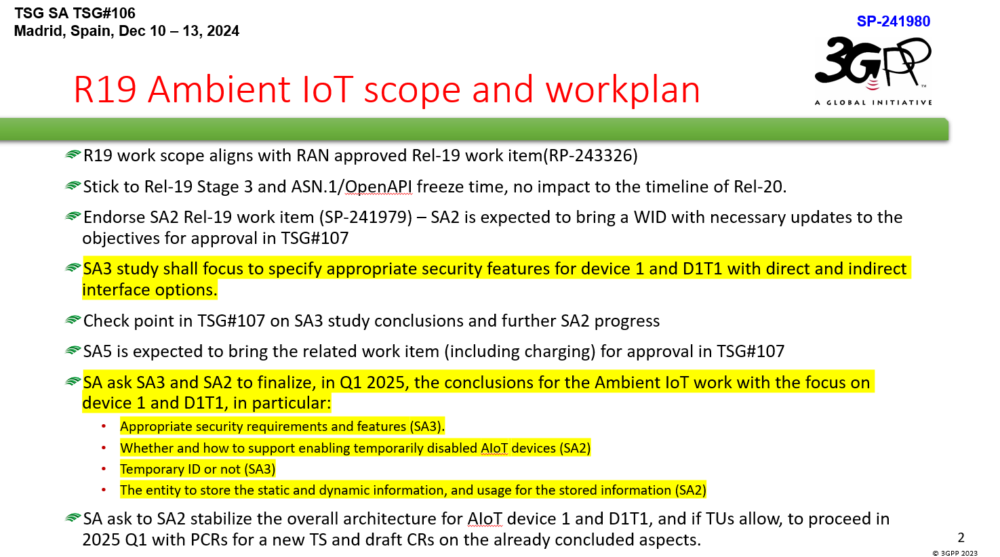 TSG SA TSG#106
Madrid, Spain, Dec 10 – 13, 2024
SP-241980
3GPP
TM
A GLOBAL INITIATIVE
R19 Ambient IoT scope and workplan
R19 work scope aligns with RAN approved Rel-19 work item(RP-243326)
Stick to Rel-19 Stage 3 and ASN.1/OpenAPI freeze time, no impact to the timeline of Rel-20.
Endorse SA2 Rel-19 work item (SP-241979) – SA2 is expected to bring a WID with necessary updates to the
objectives for approval in TSG#107
SA3 study shall focus to specify appropriate security features for device 1 and D1T1 with direct and indirect
interface options.
Check point in TSG#107 on SA3 study conclusions and further SA2 progress
SA5 is expected to bring the related work item (including charging) for approval in TSG#107
SA ask SA3 and SA2 to finalize, in Q1 2025, the conclusions for the Ambient IoT work with the focus on
device 1 and D1T1, in particular:
• Appropriate security requirements and features (SA3).
• Whether and how to support enabling temporarily disabled AIoT devices (SA2)
• Temporary ID or not (SA3)
• The entity to store the static and dynamic information, and usage for the stored information (SA2)
SA ask to SA2 stabilize the overall architecture for AIoT device 1 and D1T1, and if TUs allow, to proceed in
2025 Q1 with PCRs for a new TS and draft CRs on the already concluded aspects.
2
© 3GPP 2023